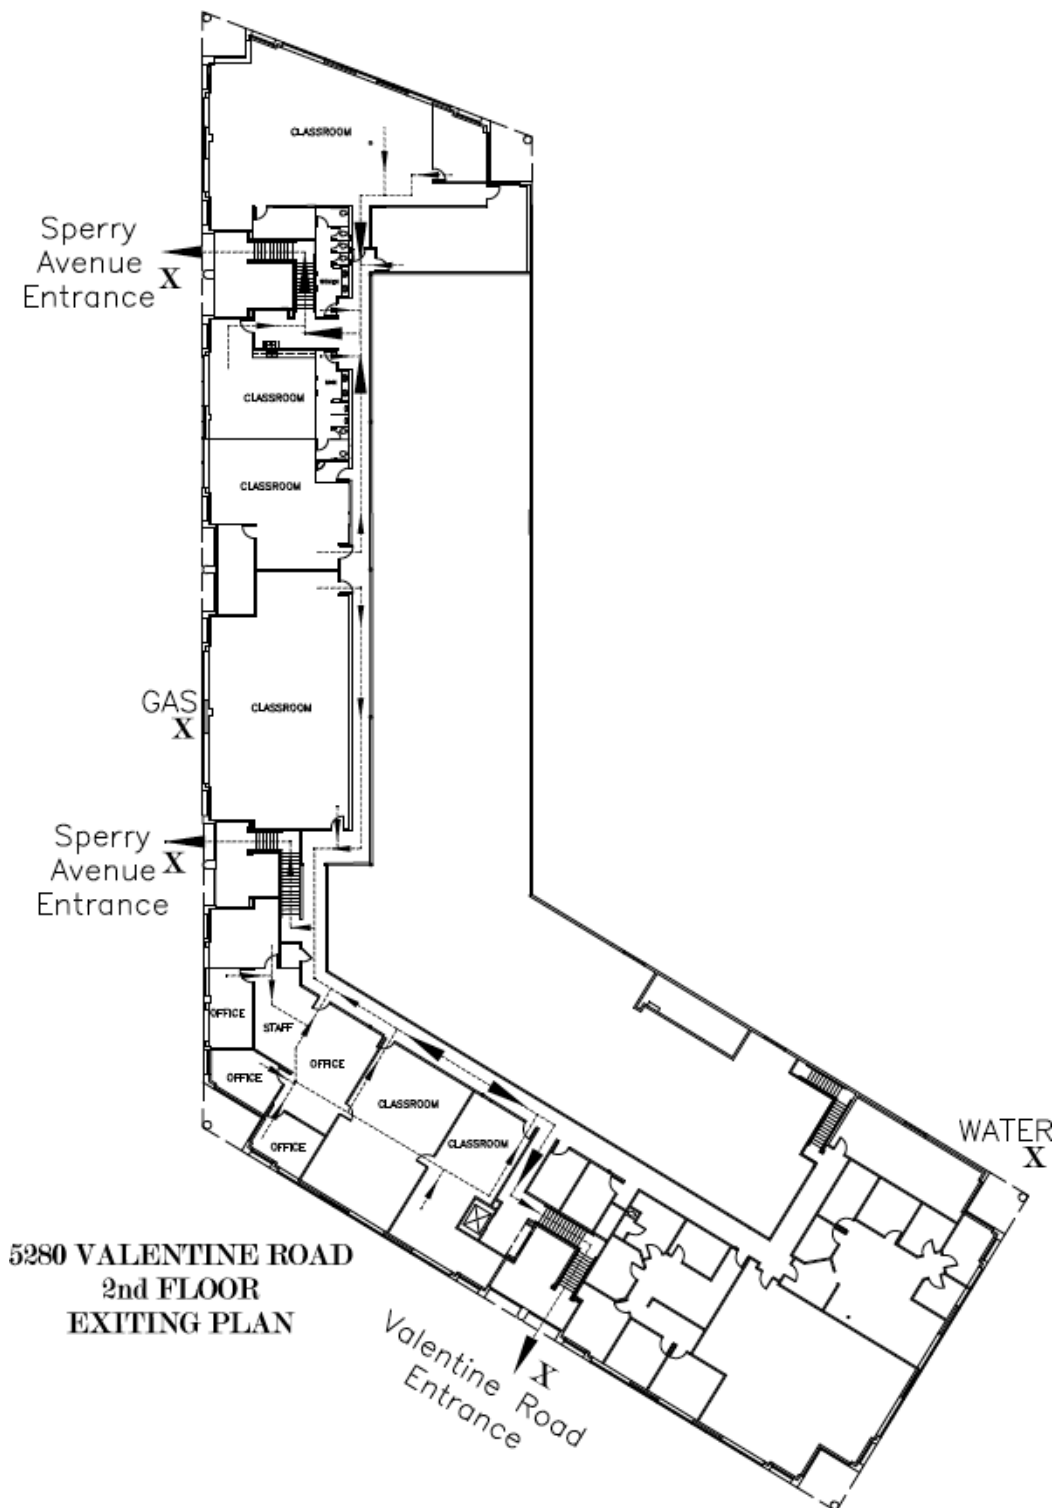 CLASSROOM
Sperry
Avenue
X
Entrance
CLASSROOM
CLASSROOM
GAS
X
CLASSROOM
Sperry
Avenue
X
Entrance
OFFICE
STAFF
OFFICE
OFFICE
CLASSROOM
OFFICE
CLASSROOM
WATER
X
5280 VALENTINE ROAD
2nd FLOOR
EXITING PLAN
Valentine Road
Entrance
X